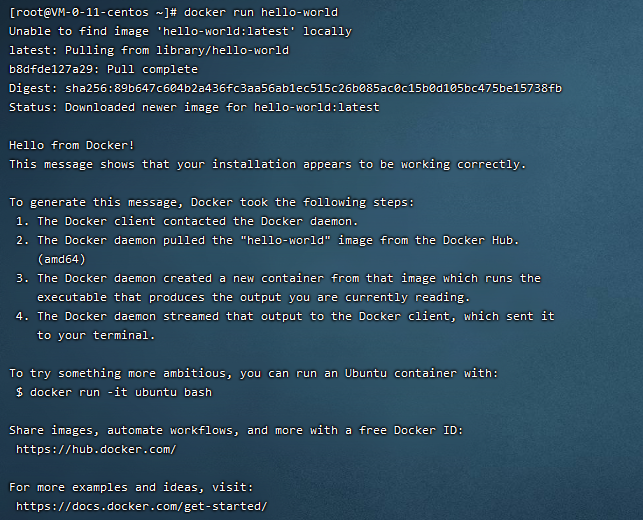 [root@VM-0-11-centos ~]# docker run hello-world
Unable to find image 'hello-world:latest' locally
latest: Pulling from library/hello-world
b8dfde127a29: Pull complete
Digest: sha256:89b647c604b2a436fc3aa56ab1ec515c26b085ac0c15b0d105bc475be15738fb
Status: Downloaded newer image for hello-world:latest

Hello from Docker!
This message shows that your installation appears to be working correctly.

To generate this message, Docker took the following steps:
 1. The Docker client contacted the Docker daemon.
 2. The Docker daemon pulled the "hello-world" image from the Docker Hub.
    (amd64)
 3. The Docker daemon created a new container from that image which runs the
    executable that produces the output you are currently reading.
 4. The Docker daemon streamed that output to the Docker client, which sent it
    to your terminal.

To try something more ambitious, you can run an Ubuntu container with:
 $ docker run -it ubuntu bash

Share images, automate workflows, and more with a free Docker ID:
 https://hub.docker.com/

For more examples and ideas, visit:
 https://docs.docker.com/get-started/